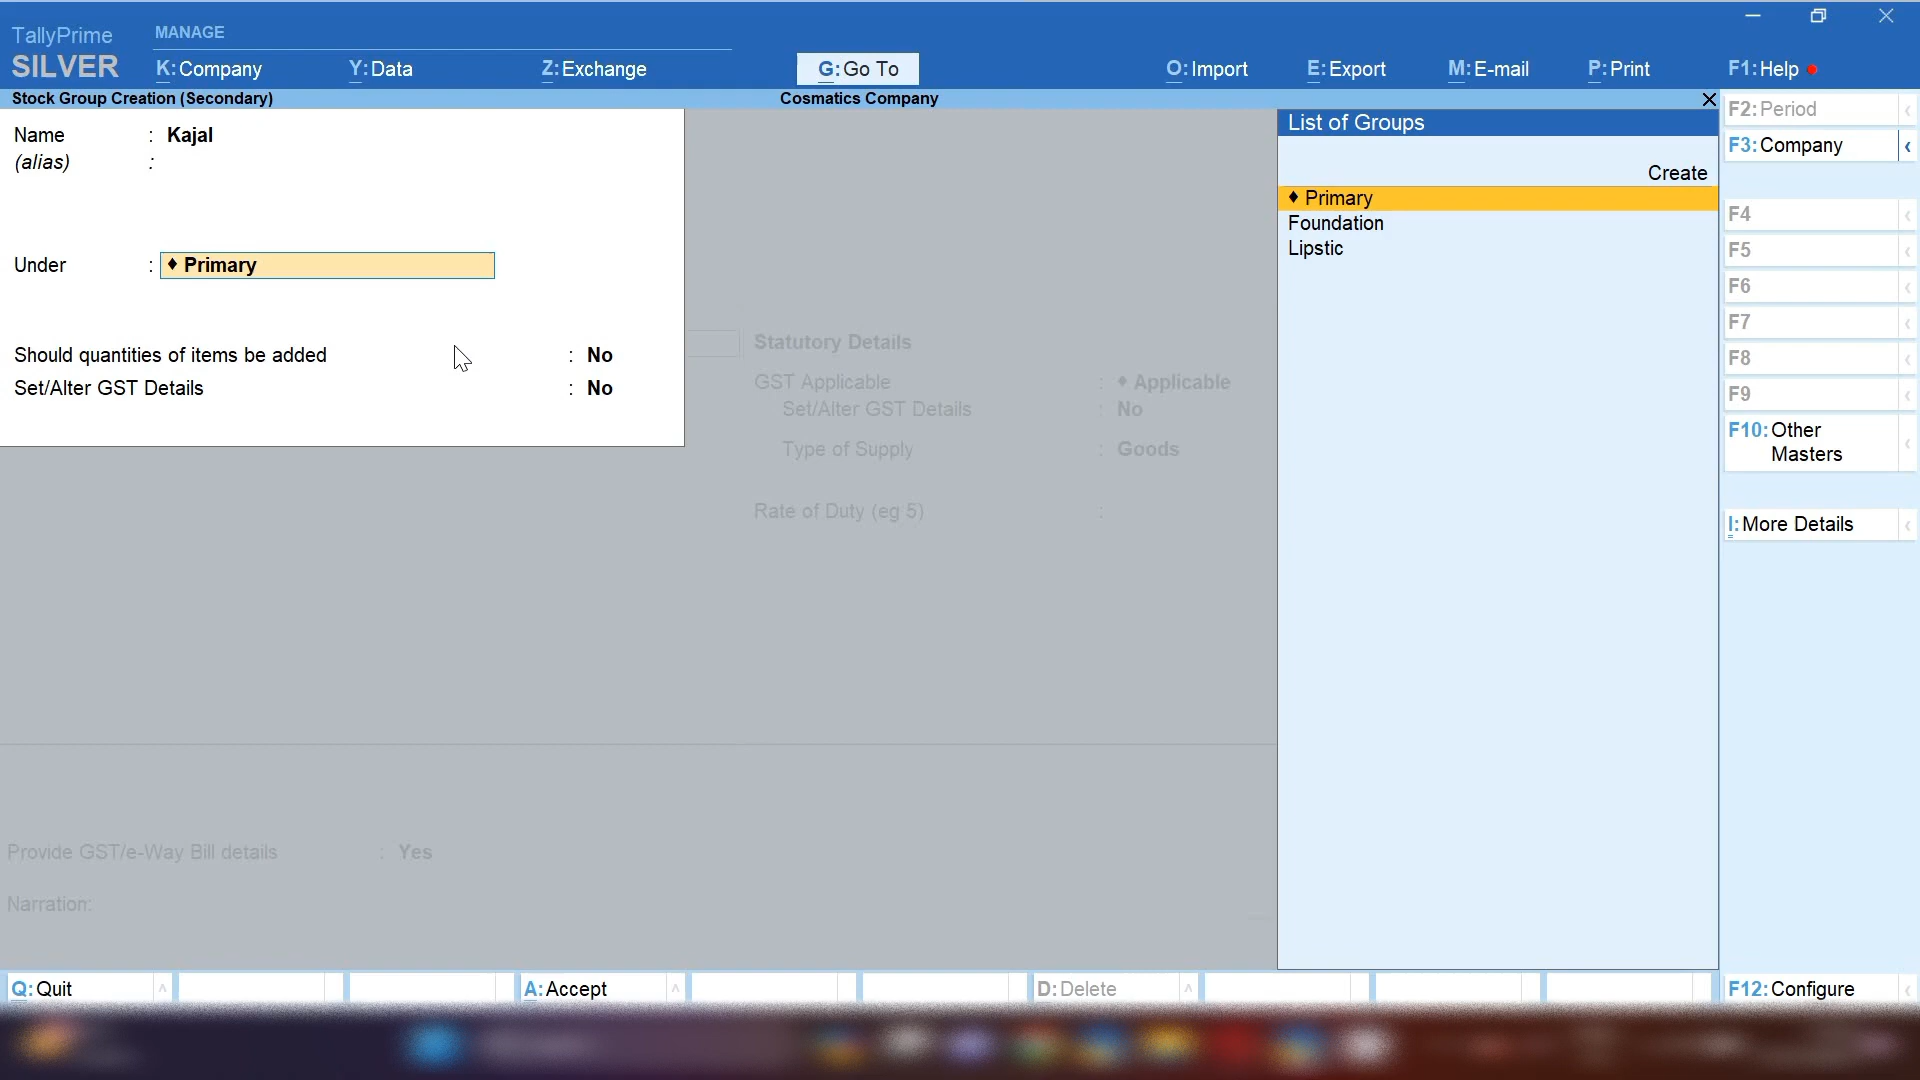 TallyPrime
SILVER
MANAGE
K:Company
Y:Data
Z:Exchange
G:Go To
O:Import
E:Export
M:E-mail
P:Print
F1:Help
Stock Group Creation (Secondary)
Cosmatics Company
Name : Kajal
(alias) :
Under : ♦ Primary
Should quantities of items be added : No
Set/Alter GST Details : No
Statutory Details
GST Applicable : ♦ Applicable
Set/Alter GST Details : No
Type of Supply : Goods
Rate of Duty (eg 5) :
Provide GST/e-Way Bill details : Yes
Narration:
List of Groups
Create
♦ Primary
Foundation
Lipstic
F2:Period
F3:Company
F4
F5
F6
F7
F8
F9
F10:Other
Masters
I:More Details
Q:Quit
A:Accept
D:Delete
F12:Configure